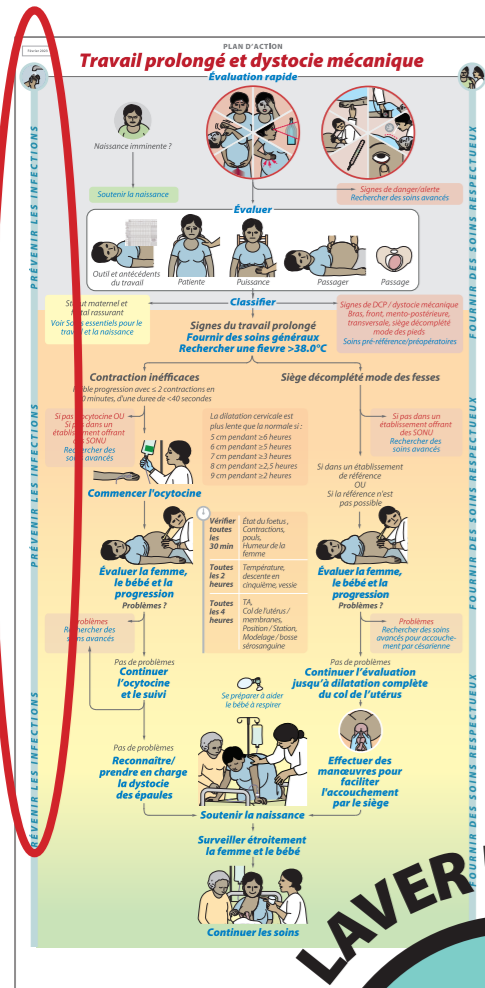 Février 2020
PLAN D'ACTION
Travail prolongé et dystocie mécanique
Évaluation rapide
Naissance imminente ?
Soutenir la naissance
Signes de danger/alerte
Rechercher des soins avancés
Évaluer
Outil et antécédents
du travail
Patiente
Puissance
Passager
Passage
Classifier
maternel et
rassurant
Voir Soins essentiels pour le
travail et la naissance
Signes de DCP / dystocie mécanique
Bras, front, mento-postérieur,
transversale, siège décomplété
mode des pieds
Soins pré-référence/préopératoires
Signes du travail prolongé
Fournir des soins généraux
Rechercher une fievre >38.0°C
Contraction inéfficaces
progression avec ≤ 2 contractions en
minutes, d'une duree de <40 secondes
Siège décomplété mode des fesses
Si pas d'ocytocine OU
Si pas dans un
établissement offrant
des SONU
Rechercher des
soins avancés
La dilatation cervicale est
plus lente que la normale si :
5 cm pendant ≥6 heures
6 cm pendant ≥5 heures
7 cm pendant ≥3 heures
8 cm pendant ≥2,5 heures
9 cm pendant ≥2 heures
Si pas dans un
établissement offrant
des SONU
Rechercher des
soins avancés
Commencer l'ocytocine
Si dans un établissement
de référence
OU
Si la référence n'est
pas possible
Vérifier
toutes
les
30 min
État du foetus ,
Contractions,
pouls,
Humeur de la
femme
Toutes
les 2
heures
Température,
descente en
cinquième, vessie
Toutes
les 4
heures
TA,
Col de l'utérus /
membranes,
Position / Station,
Modelage / bosse
sérosanguine
Évaluer la femme,
le bébé et la
progression
Problèmes ?
Évaluer la femme,
le bébé et la
progression
Problèmes ?
Problèmes
Rechercher des
soins avancés
Problèmes
Rechercher des soins
avancés pour accouche-
ment par césarienne
Pas de problèmes
Continuer
l'ocytocine
et le suivi
Pas de problèmes
Continuer l'évaluation
jusqu'à dilatation complète
du col de l'utérus
Se préparer à aider
le bébé à respirer
Pas de problèmes
Reconnaître/
prendre en charge
la dystocie
des épaules
Effectuer des
manœuvres pour
faciliter
l'accouchement
par le siège
Soutenir la naissance
Surveiller étroitement
la femme et le bébé
Continuer les soins
PRÉVENIR LES INFECTIONS
PRÉVENIR LES INFECTIONS
PRÉVENIR LES INFECTIONS
FOURNIR DES SOINS RESPECTUEUX
FOURNIR DES SOINS RESPECTUEUX
FOURNIR DES SOINS RESPECTUEUX
LAVER